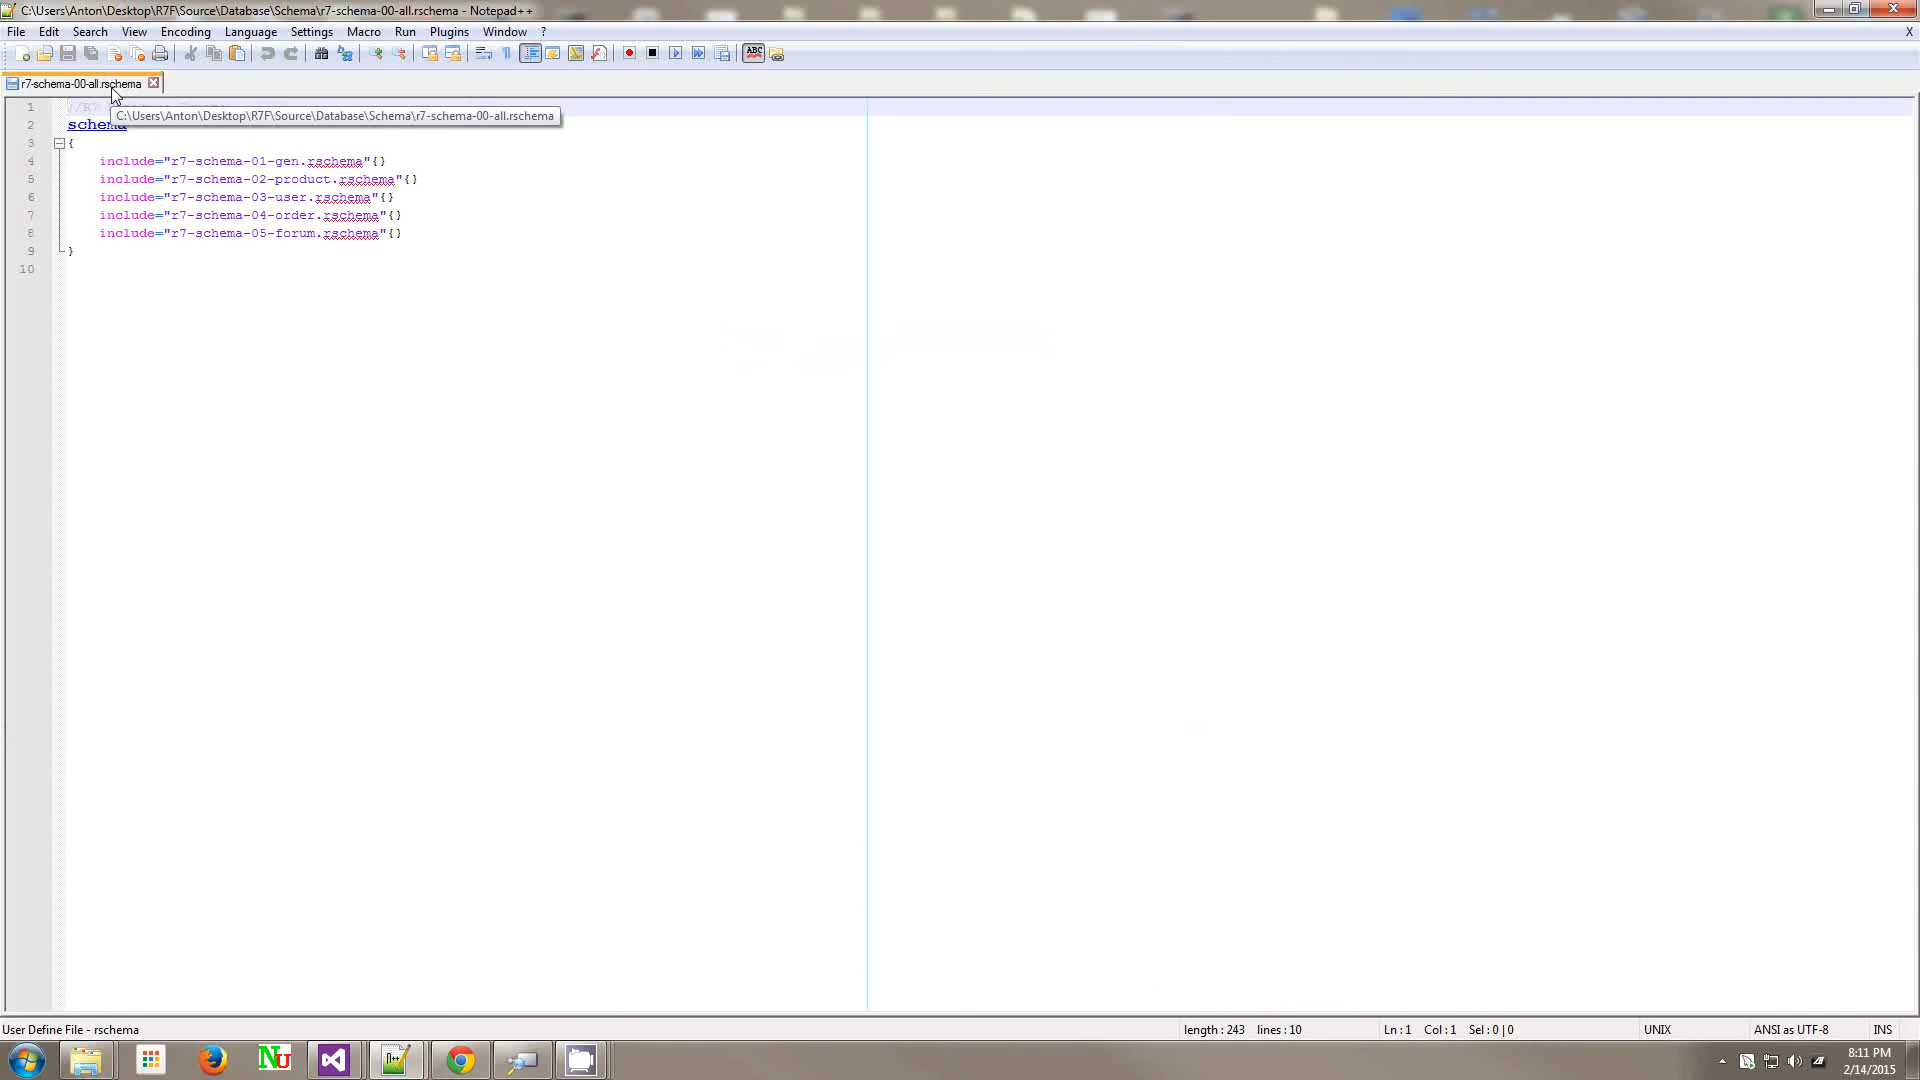 C:\Users\Anton\Desktop\R7F\Source\Database\Schema\r7-schema-00-all.rschema - Notepad++
File Edit Search View Encoding Language Settings Macro Run Plugins Window ? X
ABC
r7-schema-00-all.rschema
1
C:\Users\Anton\Desktop\R7F\Source\Database\Schema\r7-schema-00-all.rschema
2 schema
3 {
4 include="r7-schema-01-gen.rschema"{}
5 include="r7-schema-02-product.rschema"{}
6 include="r7-schema-03-user.rschema"{}
7 include="r7-schema-04-order.rschema"{}
8 include="r7-schema-05-forum.rschema"{}
9 }
10
User Define File - rschema length : 243 lines : 10 Ln : 1 Col : 1 Sel : 0 | 0 UNIX ANSI as UTF-8 INS
Nu
8:11 PM
2/14/2015